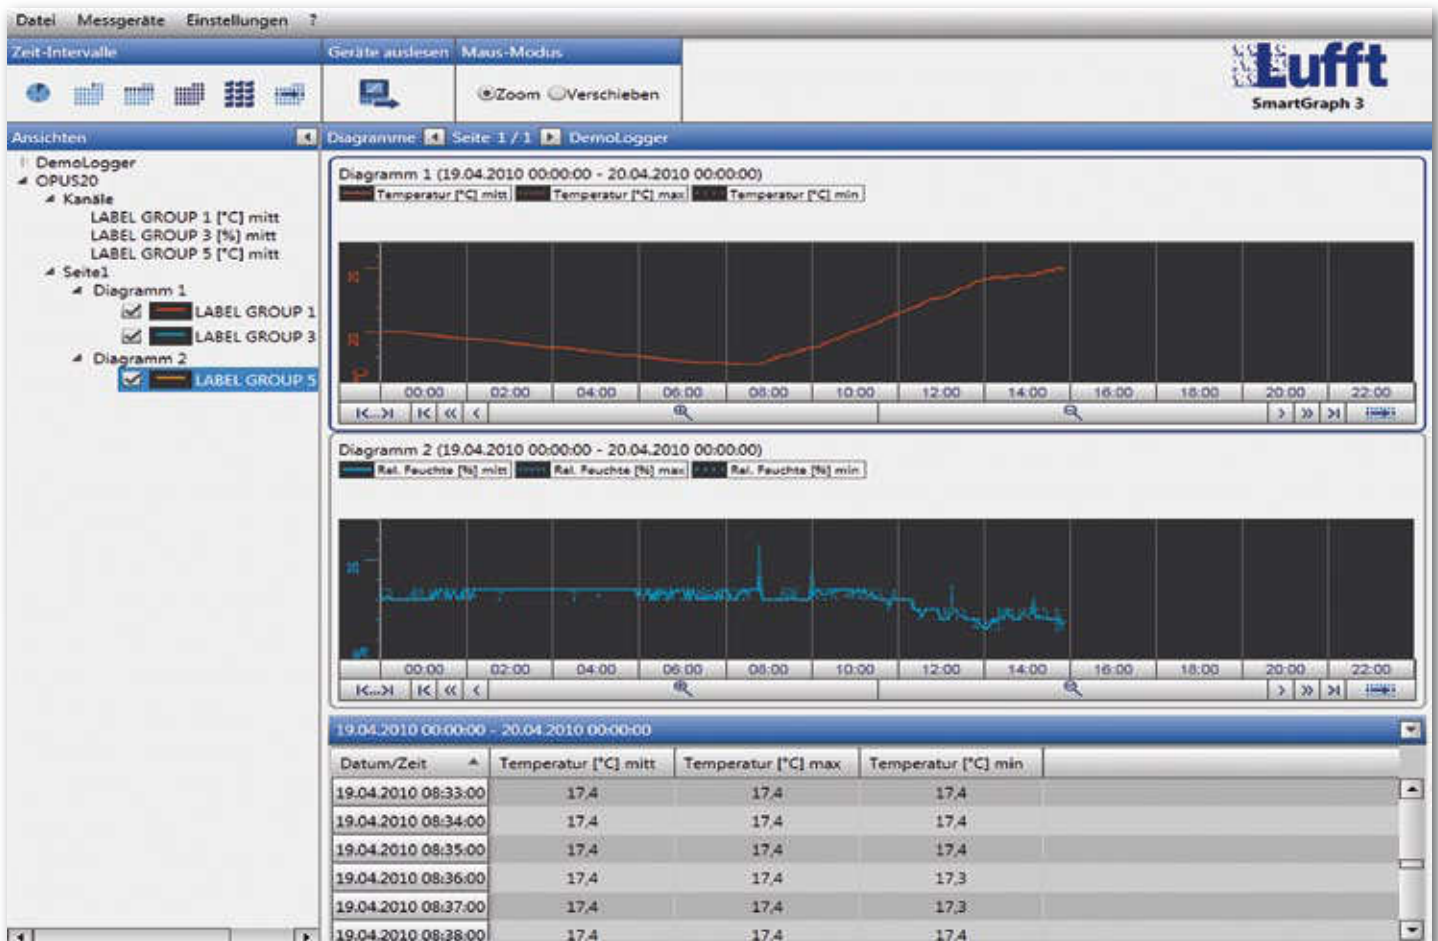 Datei Messgeräte Einstellungen ?
Zeit-Intervalle Geräte auslesen Maus-Modus
Zoom Verschieben
Lufft
SmartGraph 3
Ansichten
DemoLogger
OPUS20
Kanäle
LABEL GROUP 1 [°C] mitt
LABEL GROUP 3 [%] mitt
LABEL GROUP 5 [°C] mitt
Seite1
Diagramm 1
LABEL GROUP 1
LABEL GROUP 3
Diagramm 2
LABEL GROUP 5
Diagramme Seite 1 / 1 DemoLogger
Diagramm 1 (19.04.2010 00:00:00 - 20.04.2010 00:00:00)
Temperatur [°C] mitt Temperatur [°C] max Temperatur [°C] min
20
°C
00:00 02:00 04:00 06:00 08:00 10:00 12:00 14:00 16:00 18:00 20:00 22:00
Diagramm 2 (19.04.2010 00:00:00 - 20.04.2010 00:00:00)
Rel. Feuchte [%] mitt Rel. Feuchte [%] max Rel. Feuchte [%] min
00:00 02:00 04:00 06:00 08:00 10:00 12:00 14:00 16:00 18:00 20:00 22:00
19.04.2010 00:00:00 - 20.04.2010 00:00:00
Datum/Zeit Temperatur [°C] mitt Temperatur [°C] max Temperatur [°C] min
19.04.2010 08:33:00 17,4 17,4 17,4
19.04.2010 08:34:00 17,4 17,4 17,4
19.04.2010 08:35:00 17,4 17,4 17,4
19.04.2010 08:36:00 17,4 17,4 17,3
19.04.2010 08:37:00 17,4 17,4 17,3
19.04.2010 08:38:00 17,4 17,4 17,4